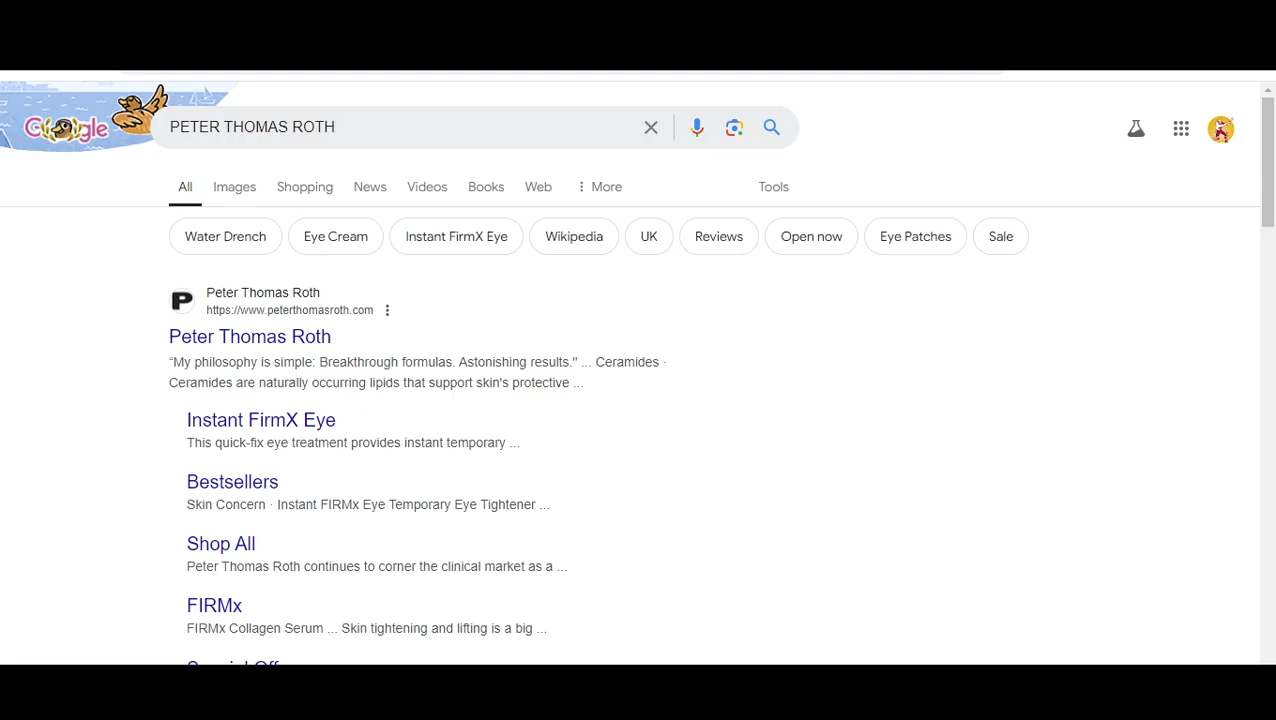 Google
PETER THOMAS ROTH
All Images Shopping News Videos Books Web More Tools
Water Drench Eye Cream Instant FirmX Eye Wikipedia UK Reviews Open now Eye Patches Sale
P
Peter Thomas Roth
https://www.peterthomasroth.com
Peter Thomas Roth
“My philosophy is simple: Breakthrough formulas. Astonishing results." ... Ceramides ·
Ceramides are naturally occurring lipids that support skin's protective ...
Instant FirmX Eye
This quick-fix eye treatment provides instant temporary ...
Bestsellers
Skin Concern · Instant FIRMx Eye Temporary Eye Tightener ...
Shop All
Peter Thomas Roth continues to corner the clinical market as a ...
FIRMx
FIRMx Collagen Serum ... Skin tightening and lifting is a big ...